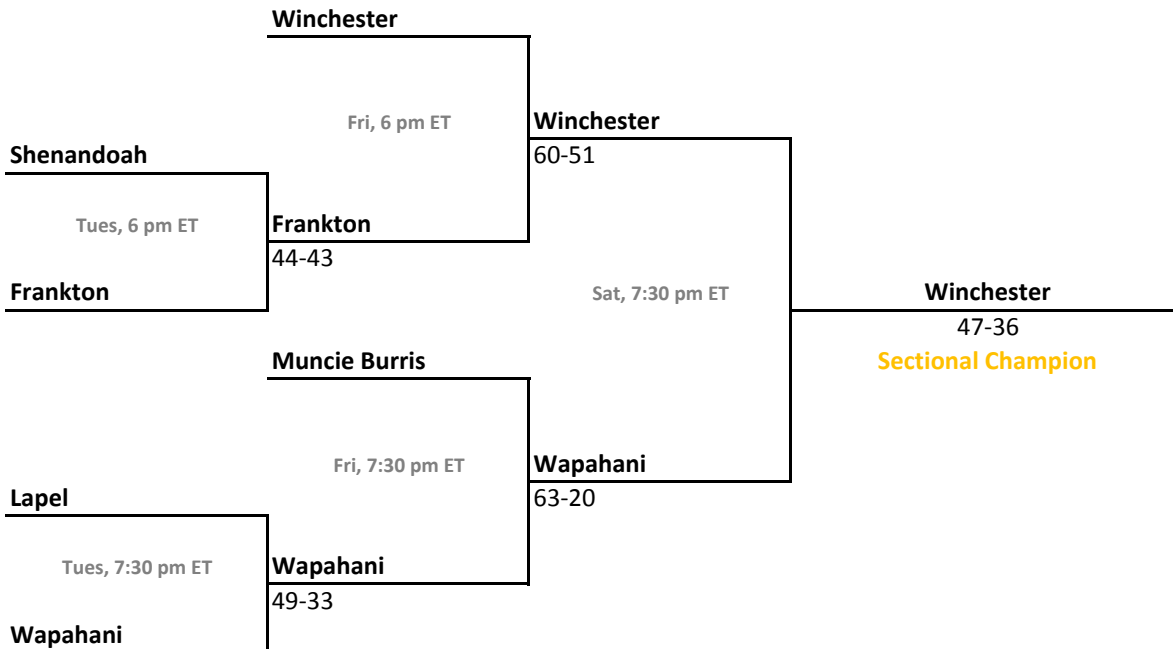 Winchester
Fri, 6 pm ET
Winchester
Shenandoah
60-51
Tues, 6 pm ET
Frankton
44-43
Frankton
Sat, 7:30 pm ET
Winchester
47-36
Muncie Burris
Sectional Champion
Fri, 7:30 pm ET
Wapahani
Lapel
63-20
Tues, 7:30 pm ET
Wapahani
49-33
Wapahani